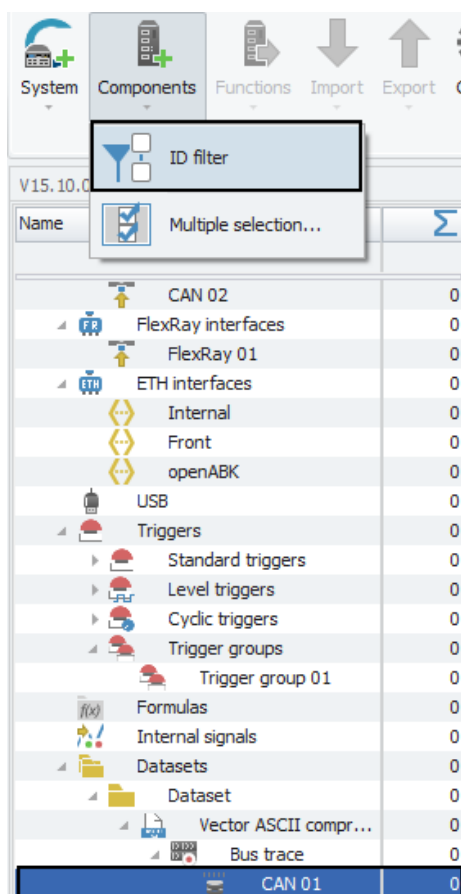 System Components Functions Import Export
ID filter
V15.10.0
Multiple selection...
Name Σ
CAN 02 0
FR FlexRay interfaces 0
FlexRay 01 0
ETH ETH interfaces 0
Internal 0
Front 0
openABK 0
USB 0
Triggers 0
Standard triggers 0
Level triggers 0
Cyclic triggers 0
Trigger groups 0
Trigger group 01 0
f(x) Formulas 0
Internal signals 0
Datasets 0
Dataset 0
Vector ASCII compr... 0
Bus trace 0
CAN 01 0